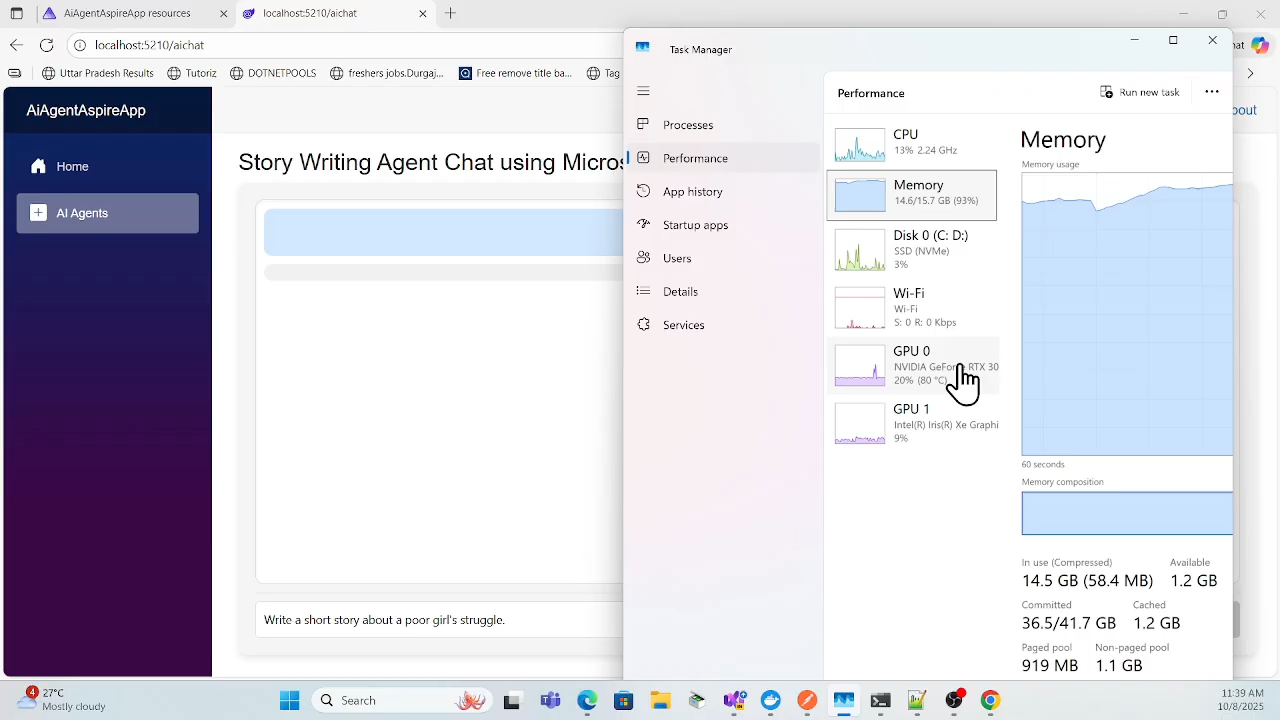 AiAgentAspireApp resources
localhost:5210/aichat
localhost:5210/aichat
Uttar Pradesh Results
Tutoriz
DOTNETPOOLS
freshers jobs.Durgaj...
Free remove title ba...
Tag
AiAgentAspireApp
Home
AI Agents
Story Writing Agent Chat using Micros
Write a short story about a poor girl's struggle.
Task Manager
Processes
Performance
App history
Startup apps
Users
Details
Services
Performance
Run new task
CPU
13% 2.24 GHz
Memory
14.6/15.7 GB (93%)
Disk 0 (C: D:)
SSD (NVMe)
3%
Wi-Fi
Wi-Fi
S: 0 R: 0 Kbps
GPU 0
NVIDIA GeForce RTX 30
20% (80 °C)
GPU 1
Intel(R) Iris(R) Xe Graphi
9%
Memory
Memory usage
60 seconds
Memory composition
In use (Compressed)
Available
14.5 GB (58.4 MB)
1.2 GB
Committed
Cached
36.5/41.7 GB
1.2 GB
Paged pool
Non-paged pool
919 MB
1.1 GB
hat
out
4
27°C
Mostly cloudy
Search
11:39 AM
10/8/2025